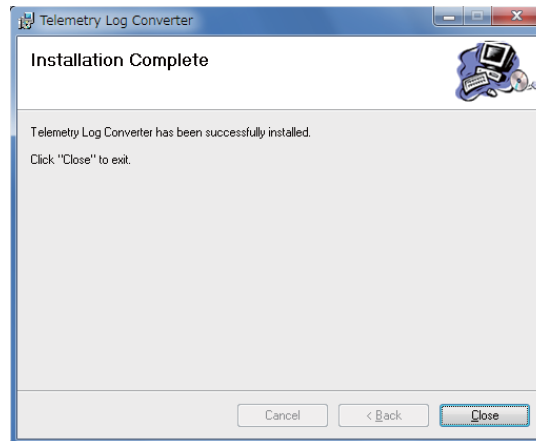 Telemetry Log Converter
Installation Complete
Telemetry Log Converter has been successfully installed.
Click "Close" to exit.
Cancel
< Back
Close